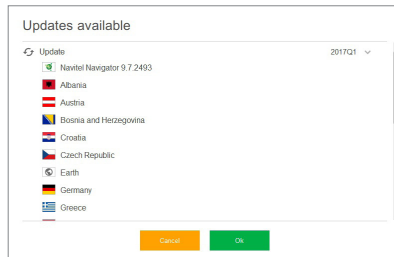 Updates available
Update 2017Q1
Navitel Navigator 9.7.2493
Albania
Austria
Bosnia and Herzegovina
Croatia
Czech Republic
Earth
Germany
Greece
Cancel Ok